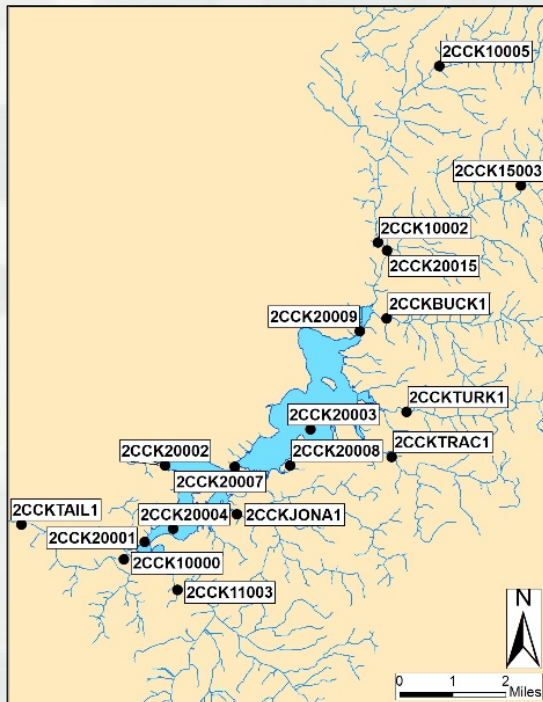 2CCK10005
2CCK15003
2CCK10002
2CCK20015
2CCKBUCK1
2CCK20009
2CCKTURK1
2CCK20003
2CCKTRAC1
2CCK20002
2CCK20008
2CCK20007
2CCKTAIL1
2CCK20004
2CCKJONA1
2CCK20001
2CCK10000
2CCK11003
N
0 1 2
Miles